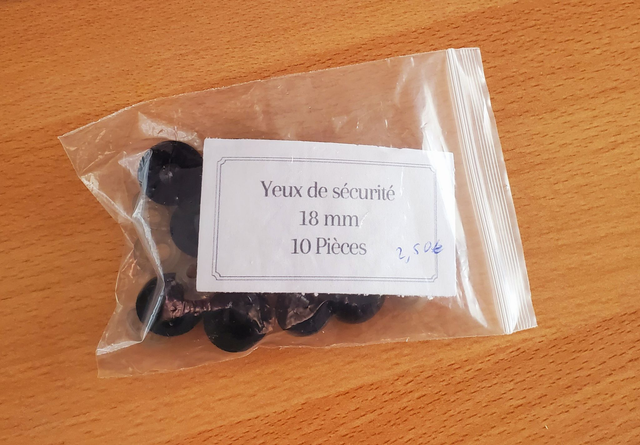 Yeux de sécurité
18 mm
10 Pièces
2,50€